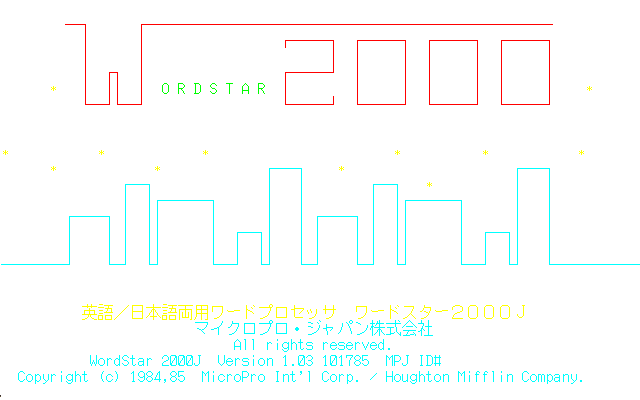 WORDSTAR 2000
英語／日本語両用ワードプロセッサ　ワードスター２０００Ｊ
マイクロプロ・ジャパン株式会社
All rights reserved.
WordStar 2000J  Version 1.03 101785  MPJ ID#
Copyright (c) 1984,85  MicroPro Int'l Corp. / Houghton Mifflin Company.